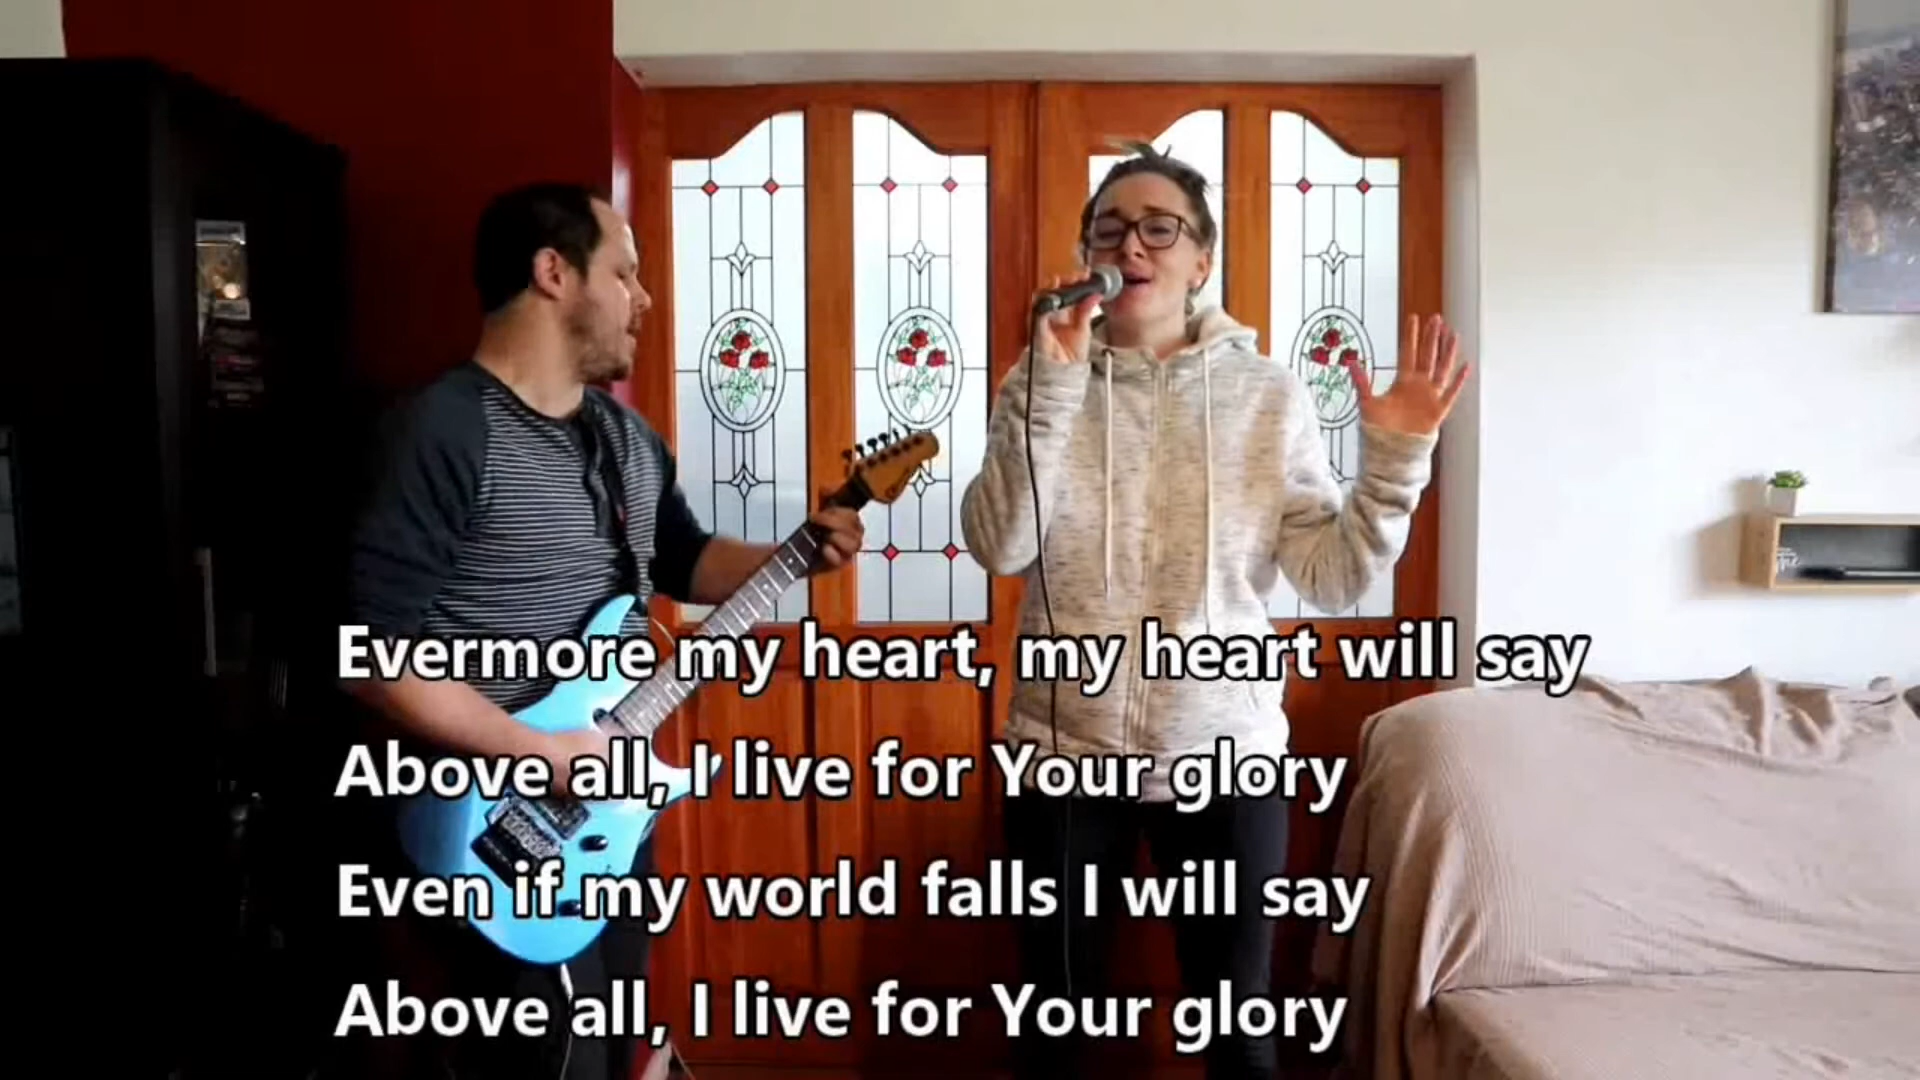 Evermore my heart, my heart will say
Above all, I live for Your glory
Even if my world falls I will say
Above all, I live for Your glory